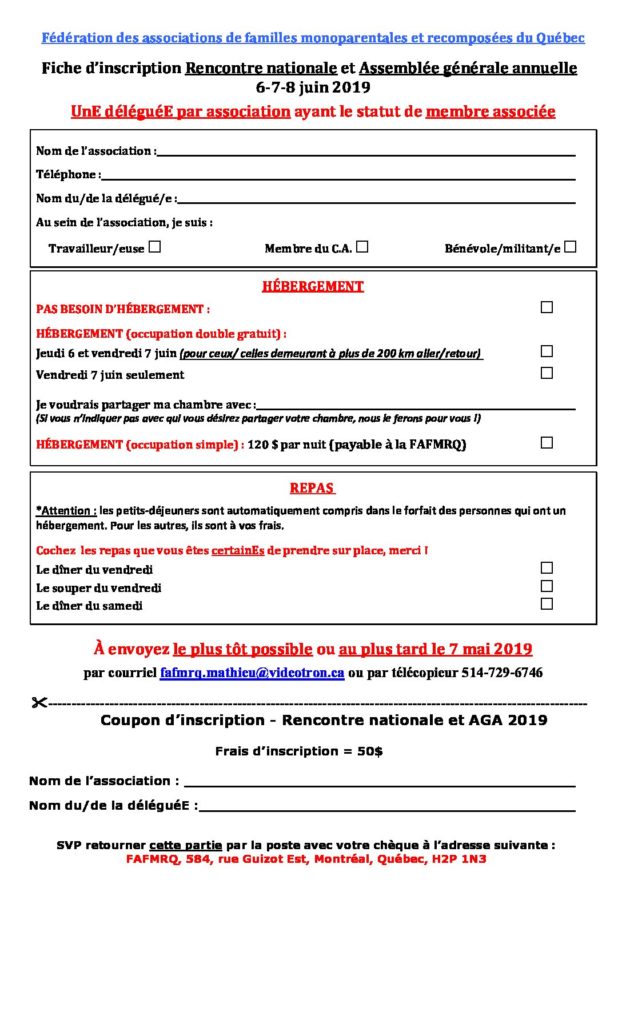 Fédération des associations de familles monoparentales et recomposées du Québec
Fiche d'inscription Rencontre nationale et Assemblée générale annuelle
6-7-8 juin 2019
UnE déléguéE par association ayant le statut de membre associée
Nom de l'association :
Téléphone :
Nom du/de la délégué/e :
Au sein de l'association, je suis :
Travailleur/euse ☐ Membre du C.A. ☐ Bénévole/militant/e ☐
HÉBERGEMENT
PAS BESOIN D'HÉBERGEMENT : ☐
HÉBERGEMENT (occupation double gratuit) :
Jeudi 6 et vendredi 7 juin (pour ceux/ celles demeurant à plus de 200 km aller/retour) ☐
Vendredi 7 juin seulement ☐
Je voudrais partager ma chambre avec :
(Si vous n'indiquer pas avec qui vous désirez partager votre chambre, nous le ferons pour vous !)
HÉBERGEMENT (occupation simple) : 120 $ par nuit (payable à la FAFMRQ) ☐
REPAS
*Attention : les petits-déjeuners sont automatiquement compris dans le forfait des personnes qui ont un
hébergement. Pour les autres, ils sont à vos frais.
Cochez les repas que vous êtes certainEs de prendre sur place, merci !
Le dîner du vendredi ☐
Le souper du vendredi ☐
Le dîner du samedi ☐
À envoyez le plus tôt possible ou au plus tard le 7 mai 2019
par courriel fafmrq.mathieu@videotron.ca ou par télécopieur 514-729-6746
Coupon d'inscription - Rencontre nationale et AGA 2019
Frais d'inscription = 50$
Nom de l'association :
Nom du/de la déléguéE :
SVP retourner cette partie par la poste avec votre chèque à l'adresse suivante :
FAFMRQ, 584, rue Guizot Est, Montréal, Québec, H2P 1N3